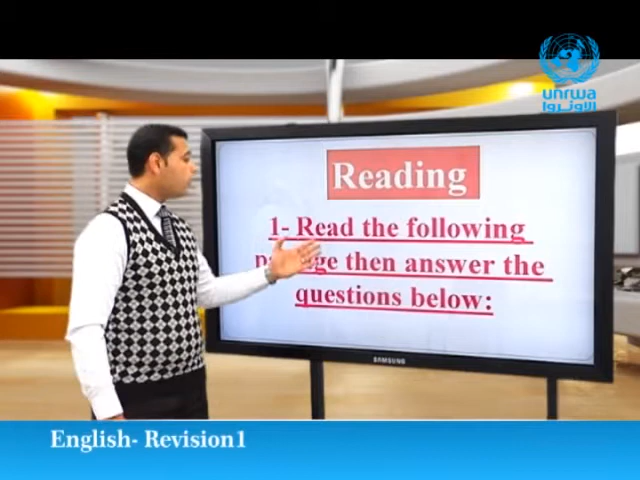 unrwa
الأونروا
Reading
1- Read the following
then answer the
questions below:
SAMSUNG
English- Revision1